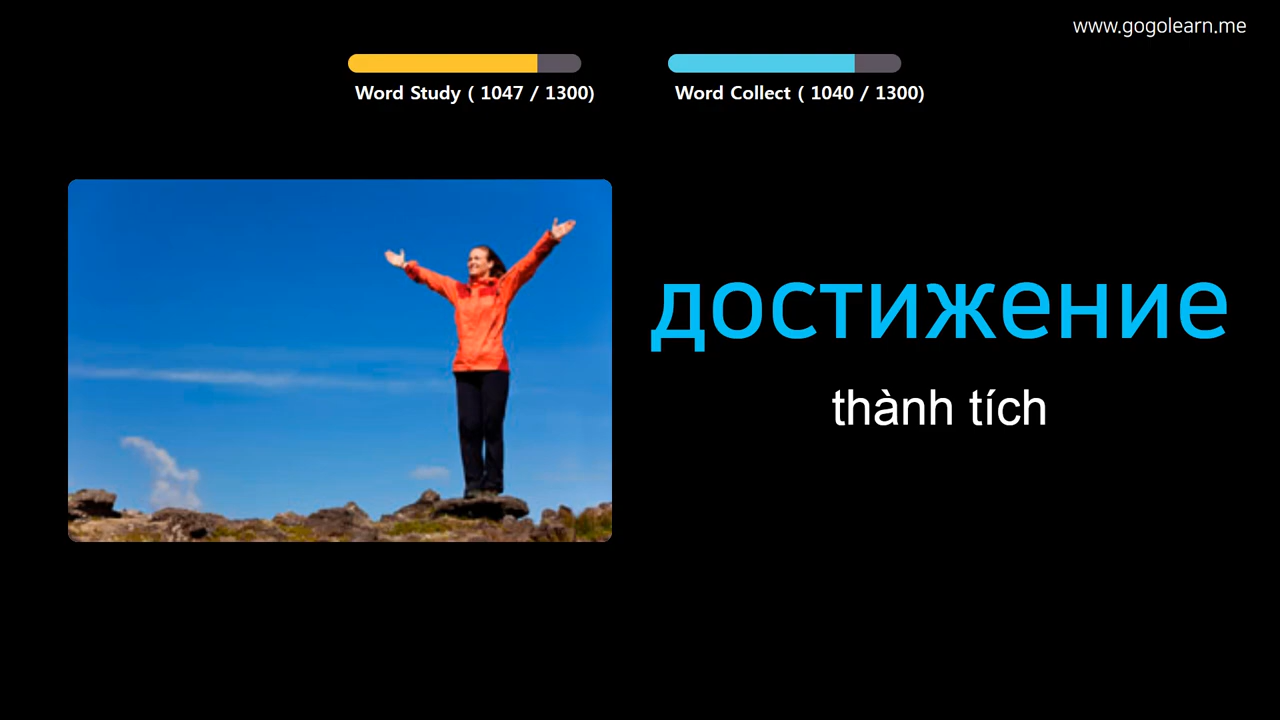 www.gogolearn.me
Word Study ( 1047 / 1300)
Word Collect ( 1040 / 1300)
достижение
thành tích